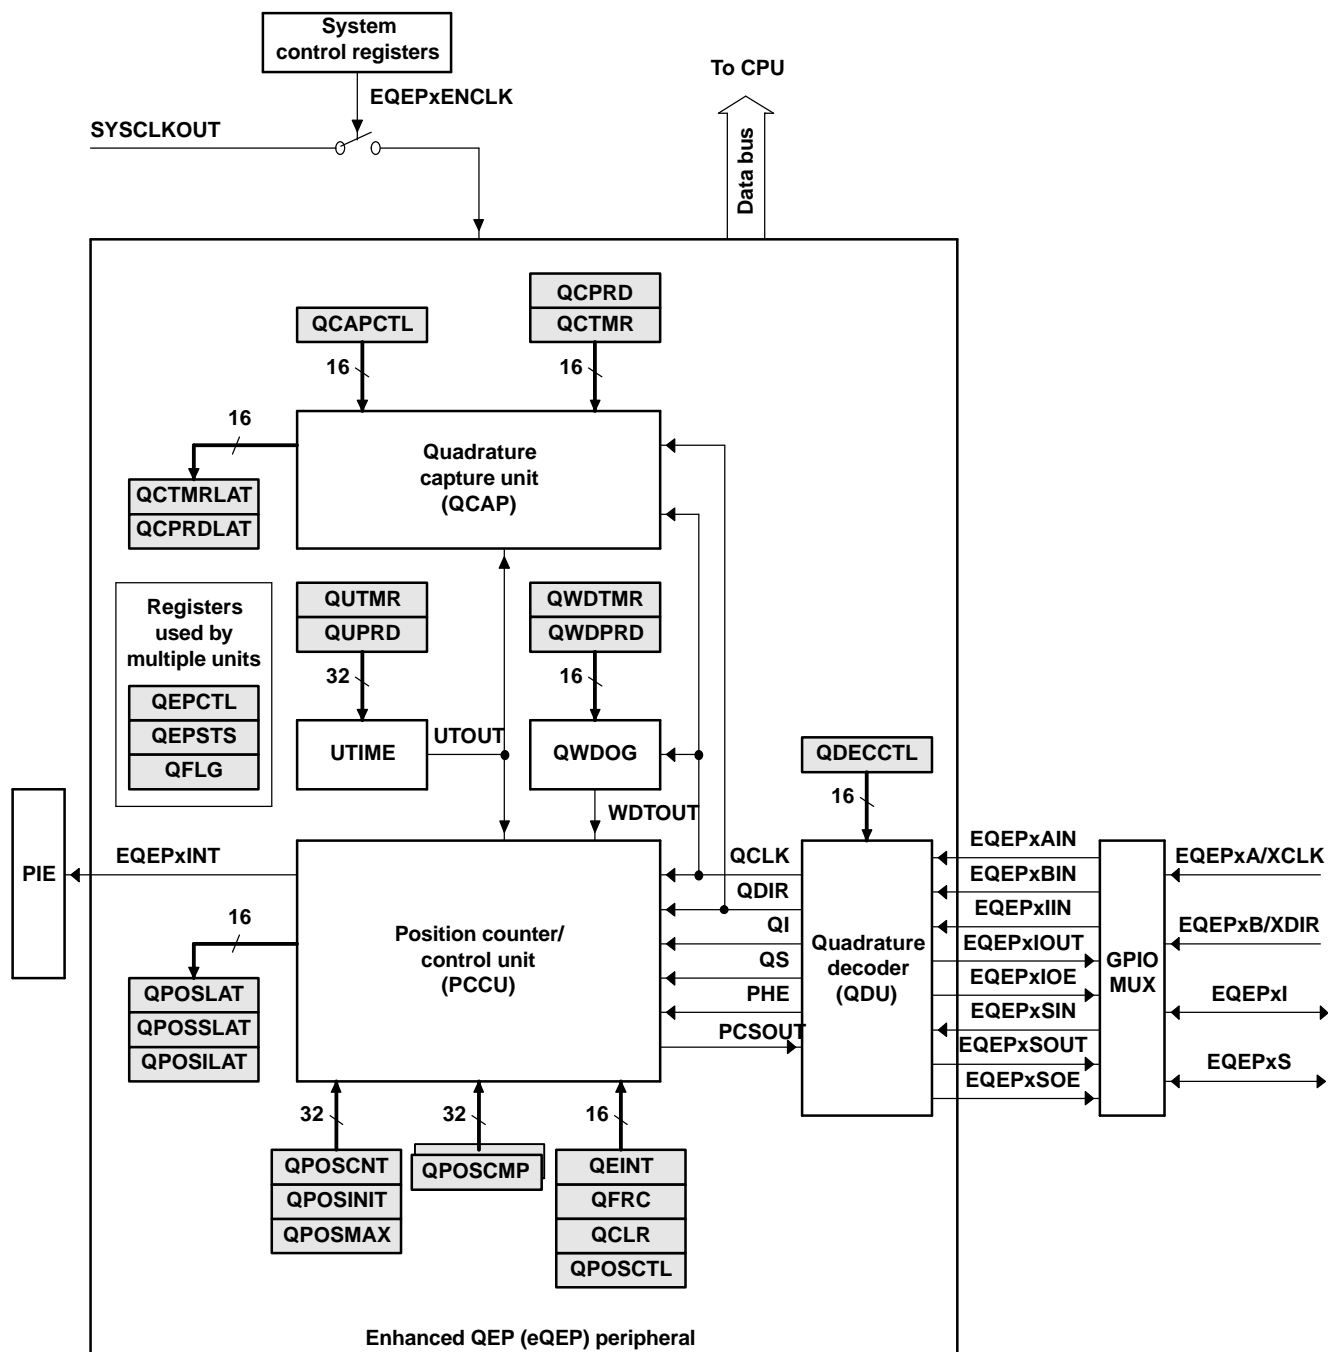 System
control registers
To CPU
EQEPxENCLK
SYSCLKOUT
Data bus
QCPRD
QCAPCTL
QCTMR
16
16
16
Quadrature
capture unit
(QCAP)
QCTMRLAT
QCPRDLAT
Registers
used by
multiple units
QEPCTL
QEPSTS
QFLG
QUTMR
QUPRD
QWDTMR
QWDPRD
32
16
UTIME
UTOUT
QWDOG
QDECCTL
WDTOUT
16
PIE
EQEPxINT
16
Position counter/
control unit
(PCCU)
QPOSLAT
QPOSSLAT
QPOSILAT
QCLK
QDIR
QI
QS
PHE
PCSOUT
Quadrature
decoder
(QDU)
EQEPxAIN
EQEPxBIN
EQEPxIIN
EQEPxIOUT
EQEPxIOE
EQEPxSIN
EQEPxSOUT
EQEPxSOE
GPIO
MUX
EQEPxA/XCLK
EQEPxB/XDIR
EQEPxI
EQEPxS
32
32
16
QPOSCNT
QPOSINIT
QPOSMAX
QPOSCMP
QEINT
QFRC
QCLR
QPOSCTL
Enhanced QEP (eQEP) peripheral